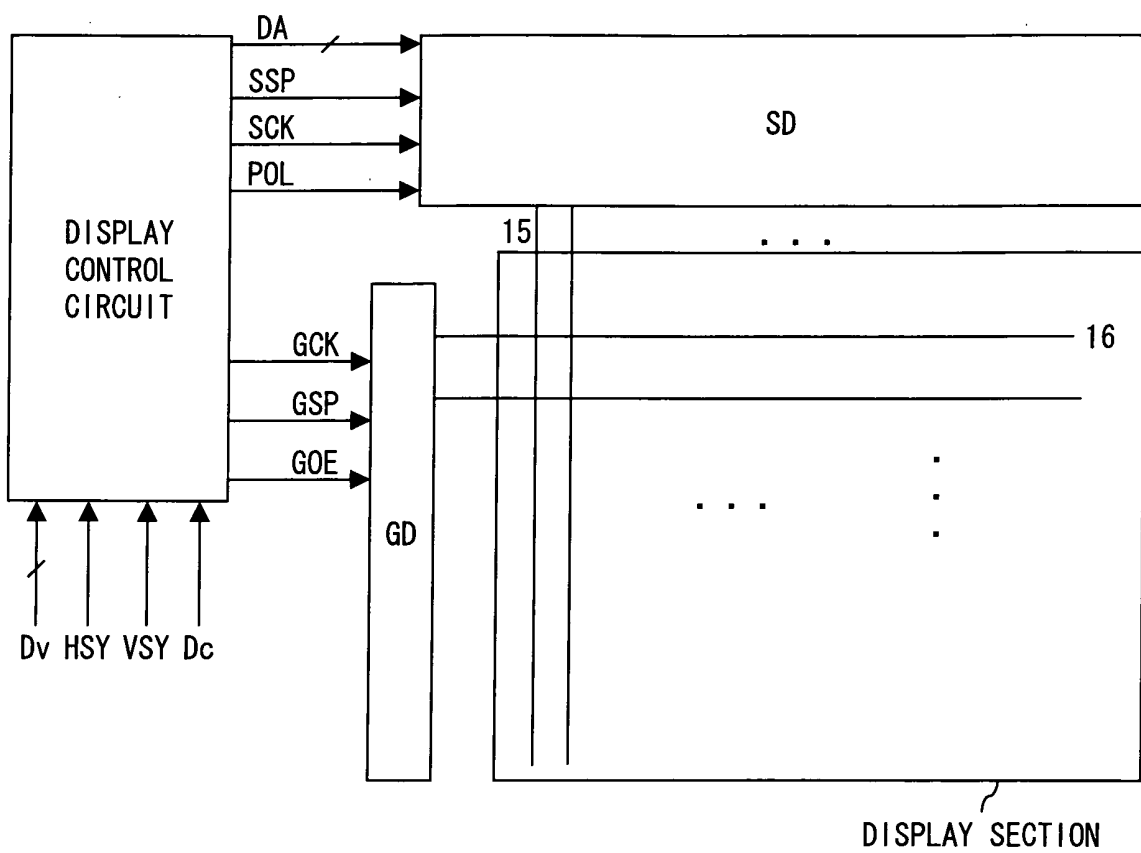 DA
SSP
SCK
POL
SD
DISPLAY
CONTROL
CIRCUIT
15
. . .
16
GCK
GSP
GOE
GD
. . .
Dv HSY VSY Dc
DISPLAY SECTION